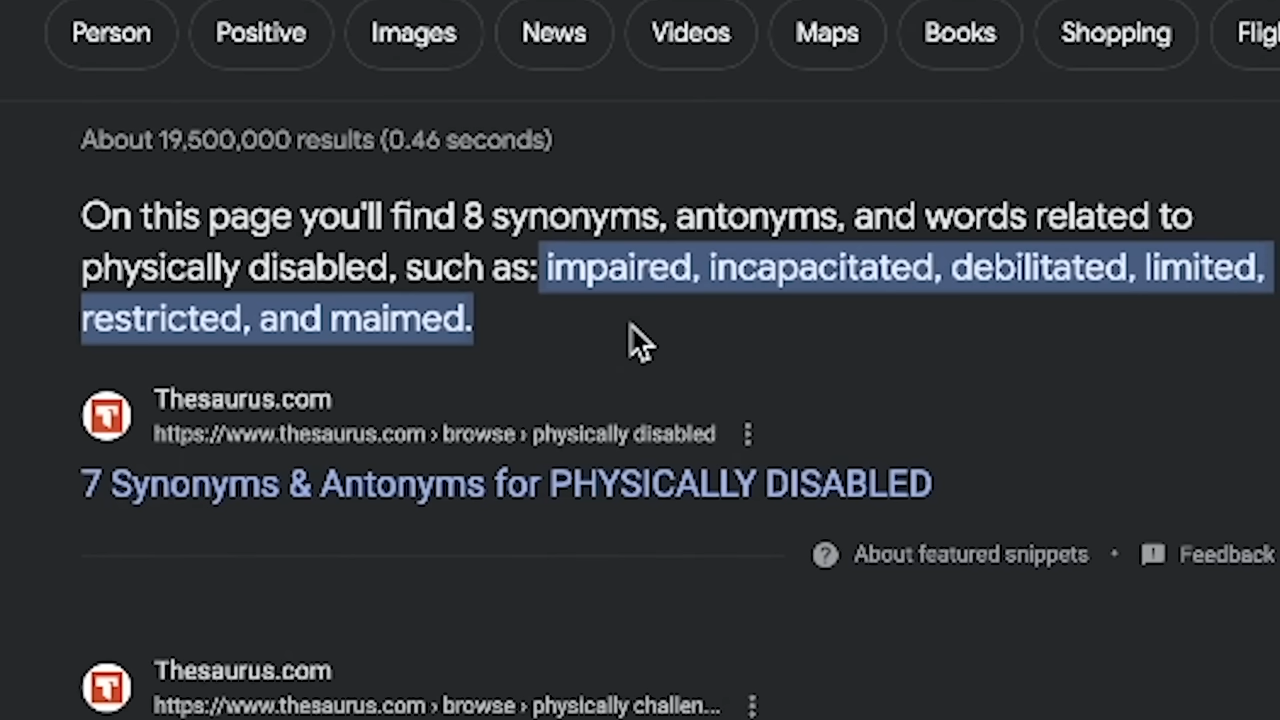 Person Positive Images News Videos Maps Books Shopping
About 19,500,000 results (0.46 seconds)
On this page you'll find 8 synonyms, antonyms, and words related to
physically disabled, such as: impaired, incapacitated, debilitated, limited,
restricted, and maimed.
Thesaurus.com
https://www.thesaurus.com › browse › physically disabled
7 Synonyms & Antonyms for PHYSICALLY DISABLED
About featured snippets • Feedback
Thesaurus.com
https://www.thesaurus.com › browse › physically challen...